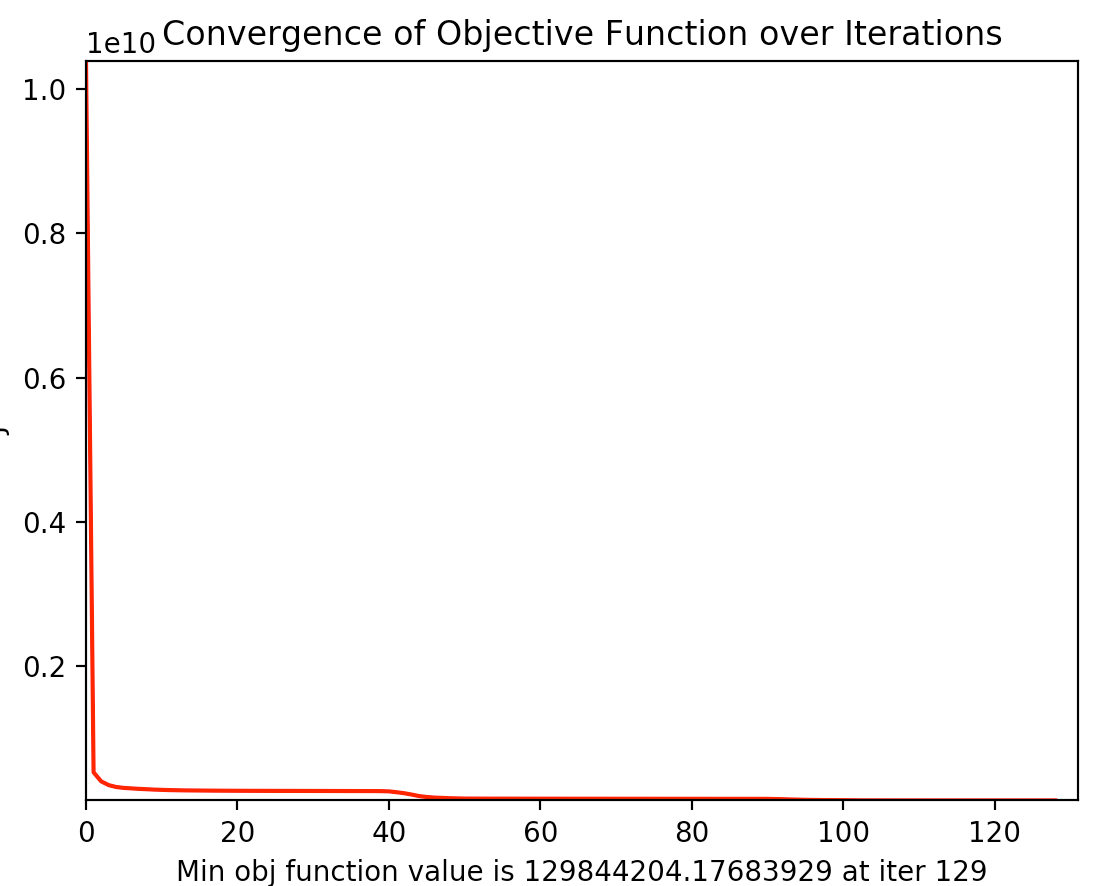 1e10
Convergence of Objective Function over Iterations
1.0
0.8
0.6
0.4
0.2
0 20 40 60 80 100 120
Min obj function value is 129844204.17683929 at iter 129